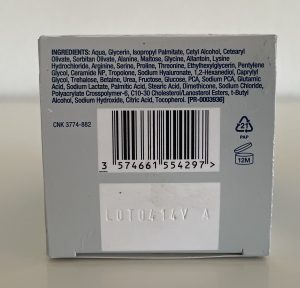 INGREDIENTS: Aqua, Glycerin, Isopropyl Palmitate, Cetyl Alcohol, Cetearyl
Olivate, Sorbitan Olivate, Alanine, Maltose, Glycine, Allantoin, Lysine
Hydrochloride, Arginine, Serine, Proline, Threonine, Ethylhexylglycerin, Pentylene
Glycol, Ceramide NP, Tropolone, Sodium Hyaluronate, 1,2-Hexanediol, Caprylyl
Glycol, Trehalose, Betaine, Urea, Fructose, Glucose, PCA, Sodium PCA, Glutamic
Acid, Sodium Lactate, Palmitic Acid, Stearic Acid, Dimethicone, Sodium Chloride,
Polyacrylate Crosspolymer-6, C10-30 Cholesterol/Lanosterol Esters, t-Butyl
Alcohol, Sodium Hydroxide, Citric Acid, Tocopherol. [PR-0003936]
CNK 3774-882
3 574661 554297 >
21
PAP
12M
LOT0414V A